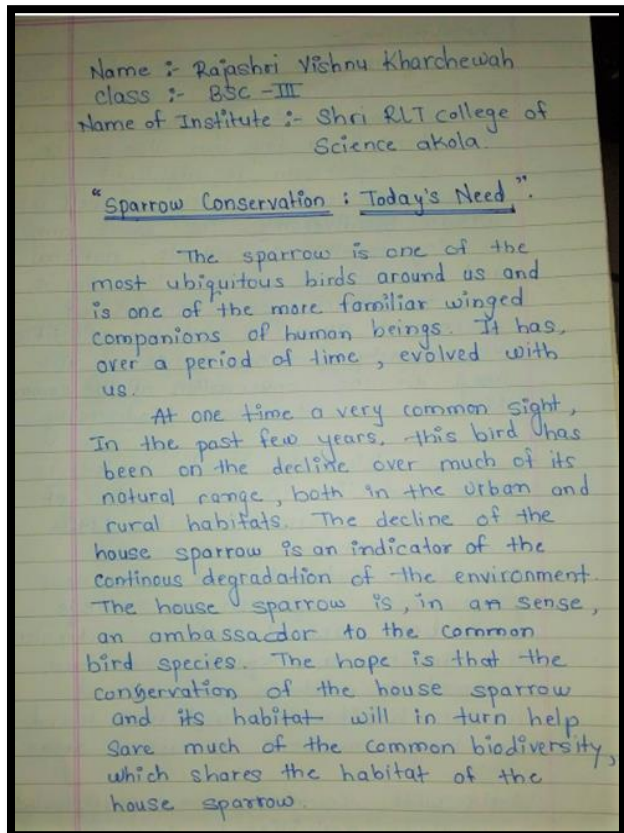 Name :- Rajashri Vishnu Kharchewah
class :- BSC -III
Name of Institute :- Shri RLT college of
Science akola.
"Sparrow Conservation : Today's Need".
The sparrow is one of the
most ubiquitous birds around us and
is one of the more familiar winged
companions of human beings. It has,
over a period of time, evolved with
us.
At one time a very common sight,
In the past few years, this bird has
been on the decline over much of its
natural range, both in the urban and
rural habitats. The decline of the
house sparrow is an indicator of the
continous degradation of the environment.
The house sparrow is, in an sense,
an ambassacdor to the common
bird species. The hope is that the
conservation of the house sparrow
and its habitat will in turn help
Save much of the common biodiversity,
which shares the habitat of the
house sparrow.